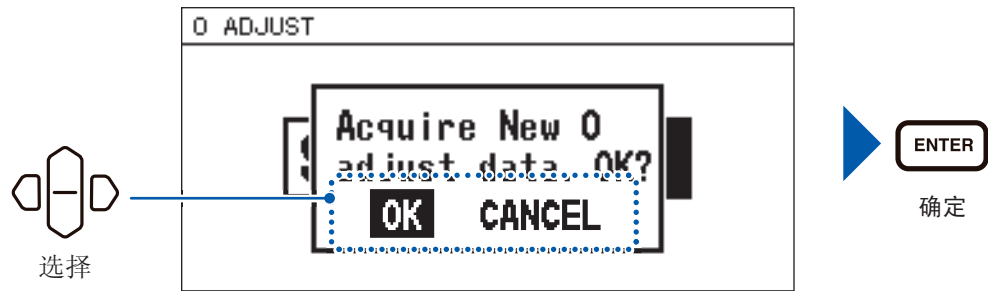 0 ADJUST
Acquire New 0
adjust data. OK?
OK CANCEL
选择
ENTER
确定